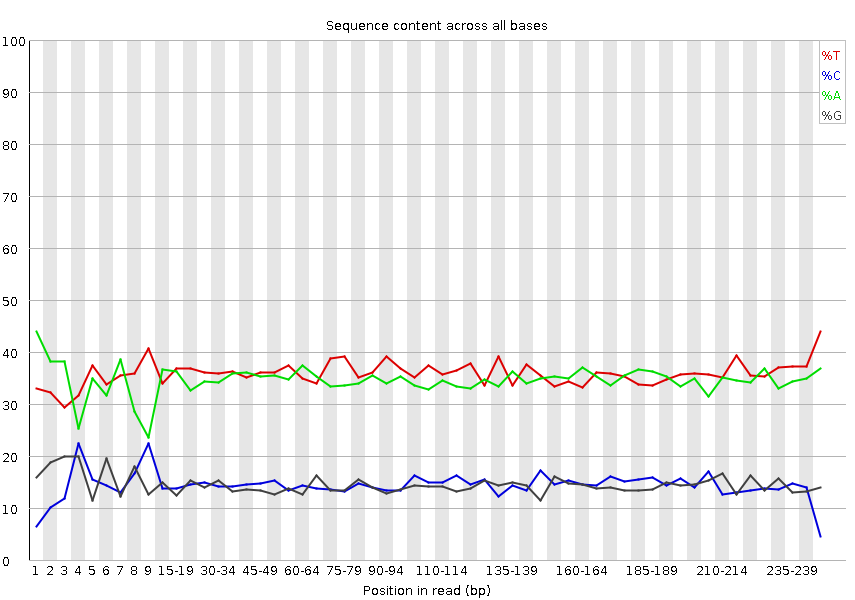 Sequence content across all bases
100
90
80
70
60
50
40
30
20
10
0
%T
%C
%A
%G
1 2 3 4 5 6 7 8 9 15-19 30-34 45-49 60-64 75-79 90-94 110-114 135-139 160-164 185-189 210-214 235-239
Position in read (bp)